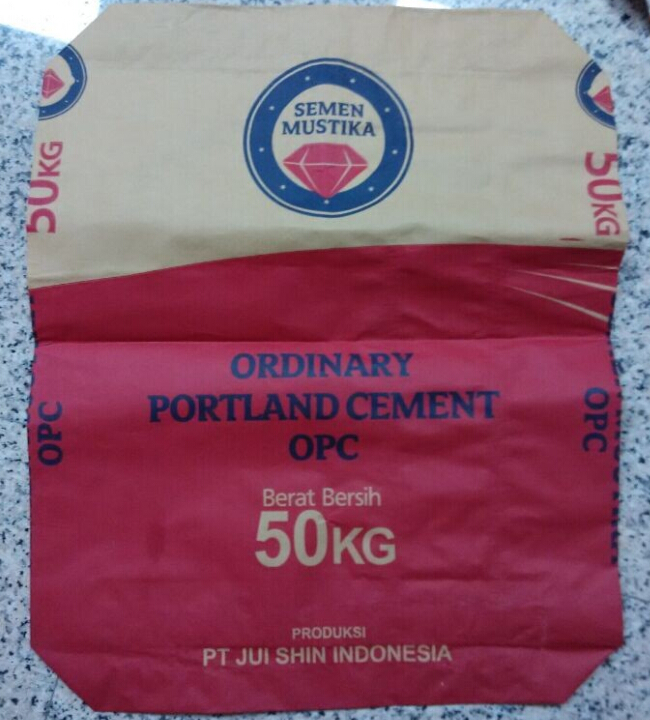 SEMEN
MUSTIKA
50KG
50KG
ORDINARY
PORTLAND CEMENT
OPC
OPC
OPC
Berat Bersih
50KG
PRODUKSI
PT JUI SHIN INDONESIA